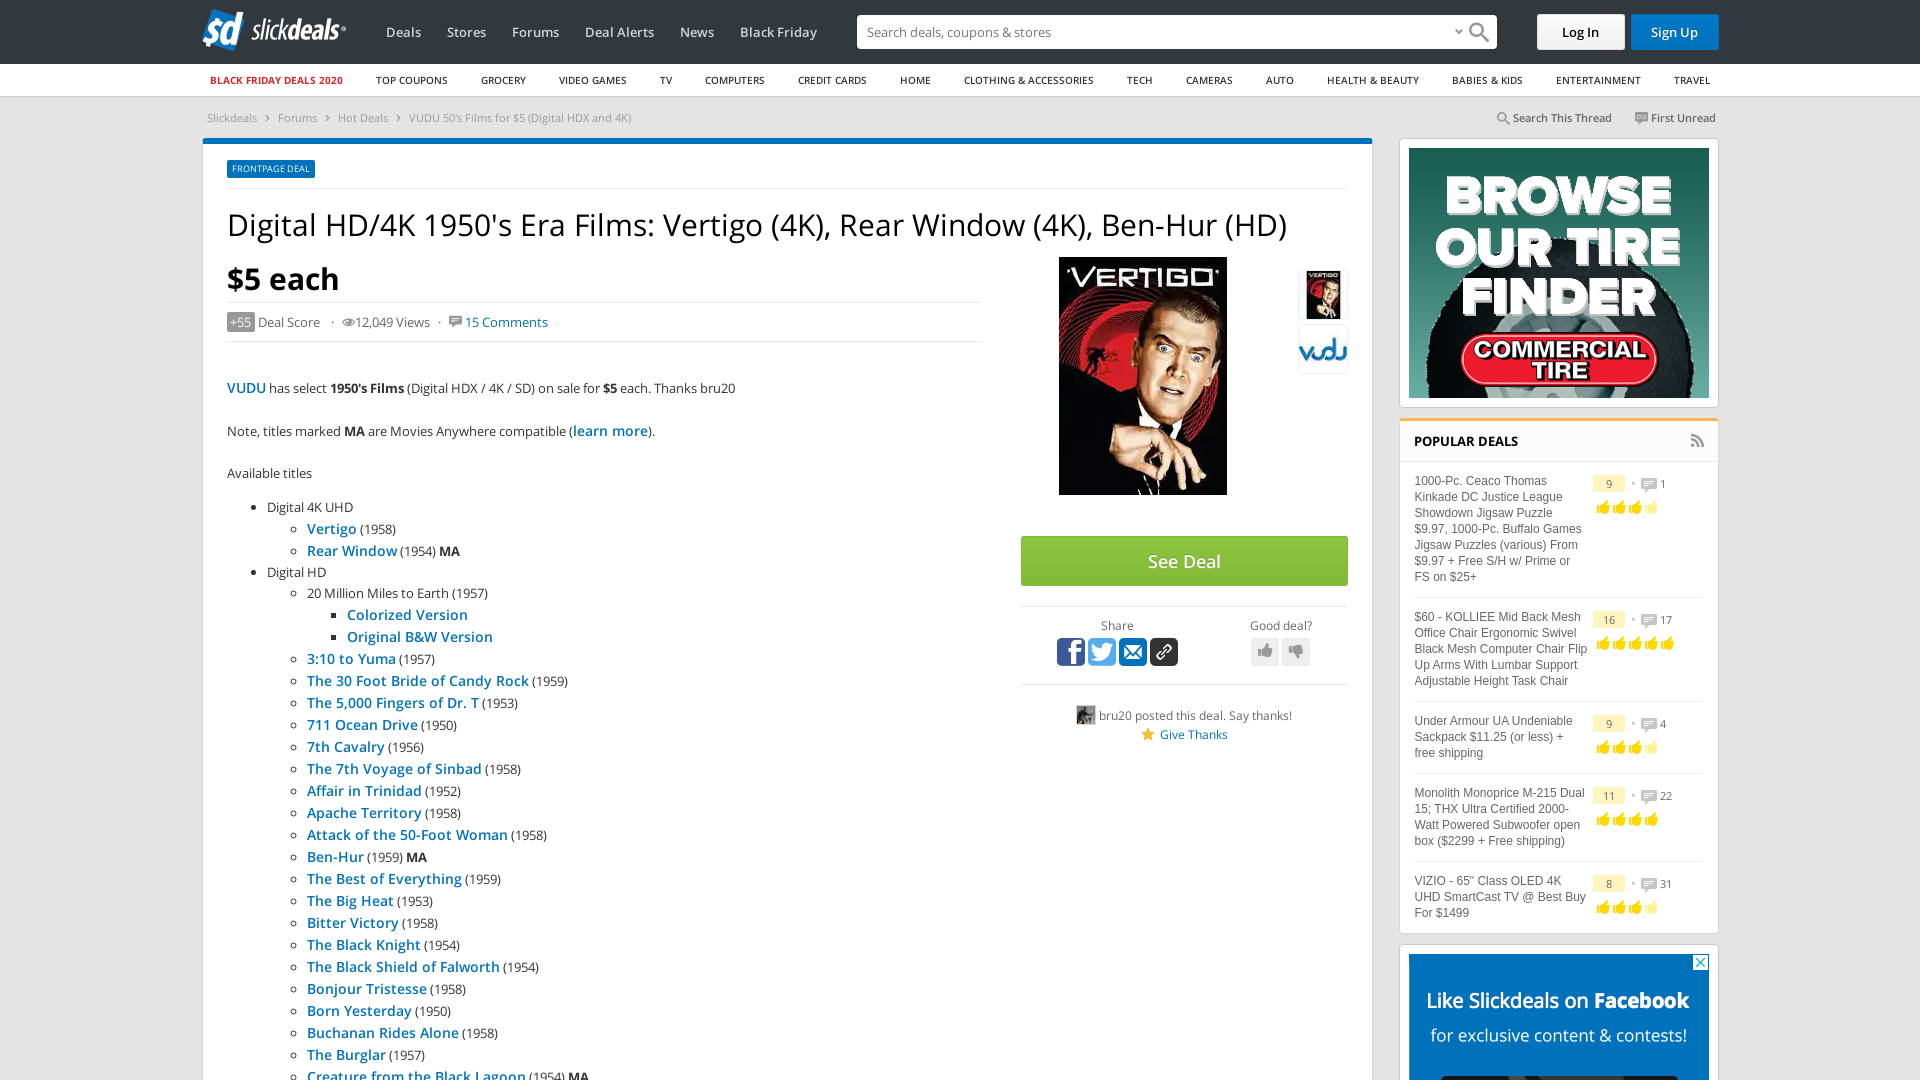 slickdeals
Deals
Stores
Forums
Deal Alerts
News
Black Friday
Search deals, coupons & stores
Log In
Sign Up
BLACK FRIDAY DEALS 2020
TOP COUPONS
GROCERY
VIDEO GAMES
TV
COMPUTERS
CREDIT CARDS
HOME
CLOTHING & ACCESSORIES
TECH
CAMERAS
AUTO
HEALTH & BEAUTY
BABIES & KIDS
ENTERTAINMENT
TRAVEL
Slickdeals > Forums > Hot Deals > VUDU 50's Films for $5 (Digital HDX and 4K)
Search This Thread
First Unread
FRONTPAGE DEAL
Digital HD/4K 1950's Era Films: Vertigo (4K), Rear Window (4K), Ben-Hur (HD)
$5 each
+55 Deal Score · 12,049 Views · 15 Comments
VUDU has select 1950's Films (Digital HDX / 4K / SD) on sale for $5 each. Thanks bru20
Note, titles marked MA are Movies Anywhere compatible (learn more).
Available titles
Digital 4K UHD
Vertigo (1958)
Rear Window (1954) MA
Digital HD
20 Million Miles to Earth (1957)
Colorized Version
Original B&W Version
3:10 to Yuma (1957)
The 30 Foot Bride of Candy Rock (1959)
The 5,000 Fingers of Dr. T (1953)
711 Ocean Drive (1950)
7th Cavalry (1956)
The 7th Voyage of Sinbad (1958)
Affair in Trinidad (1952)
Apache Territory (1958)
Attack of the 50-Foot Woman (1958)
Ben-Hur (1959) MA
The Best of Everything (1959)
The Big Heat (1953)
Bitter Victory (1958)
The Black Knight (1954)
The Black Shield of Falworth (1954)
Bonjour Tristesse (1958)
Born Yesterday (1950)
Buchanan Rides Alone (1958)
The Burglar (1957)
Creature from the Black Lagoon (1954) MA
VERTIGO
VERTIGO
vudu
See Deal
Share
Good deal?
bru20 posted this deal. Say thanks!
Give Thanks
BROWSE
OUR TIRE
FINDER
COMMERCIAL
TIRE
POPULAR DEALS
1000-Pc. Ceaco Thomas
Kinkade DC Justice League
Showdown Jigsaw Puzzle
$9.97, 1000-Pc. Buffalo Games
Jigsaw Puzzles (various) From
$9.97 + Free S/H w/ Prime or
FS on $25+
9 • 1
$60 - KOLLIEE Mid Back Mesh
Office Chair Ergonomic Swivel
Black Mesh Computer Chair Flip
Up Arms With Lumbar Support
Adjustable Height Task Chair
16 • 17
Under Armour UA Undeniable
Sackpack $11.25 (or less) +
free shipping
9 • 4
Monolith Monoprice M-215 Dual
15; THX Ultra Certified 2000-
Watt Powered Subwoofer open
box ($2299 + Free shipping)
11 • 22
VIZIO - 65" Class OLED 4K
UHD SmartCast TV @ Best Buy
For $1499
8 • 31
Like Slickdeals on Facebook
for exclusive content & contests!